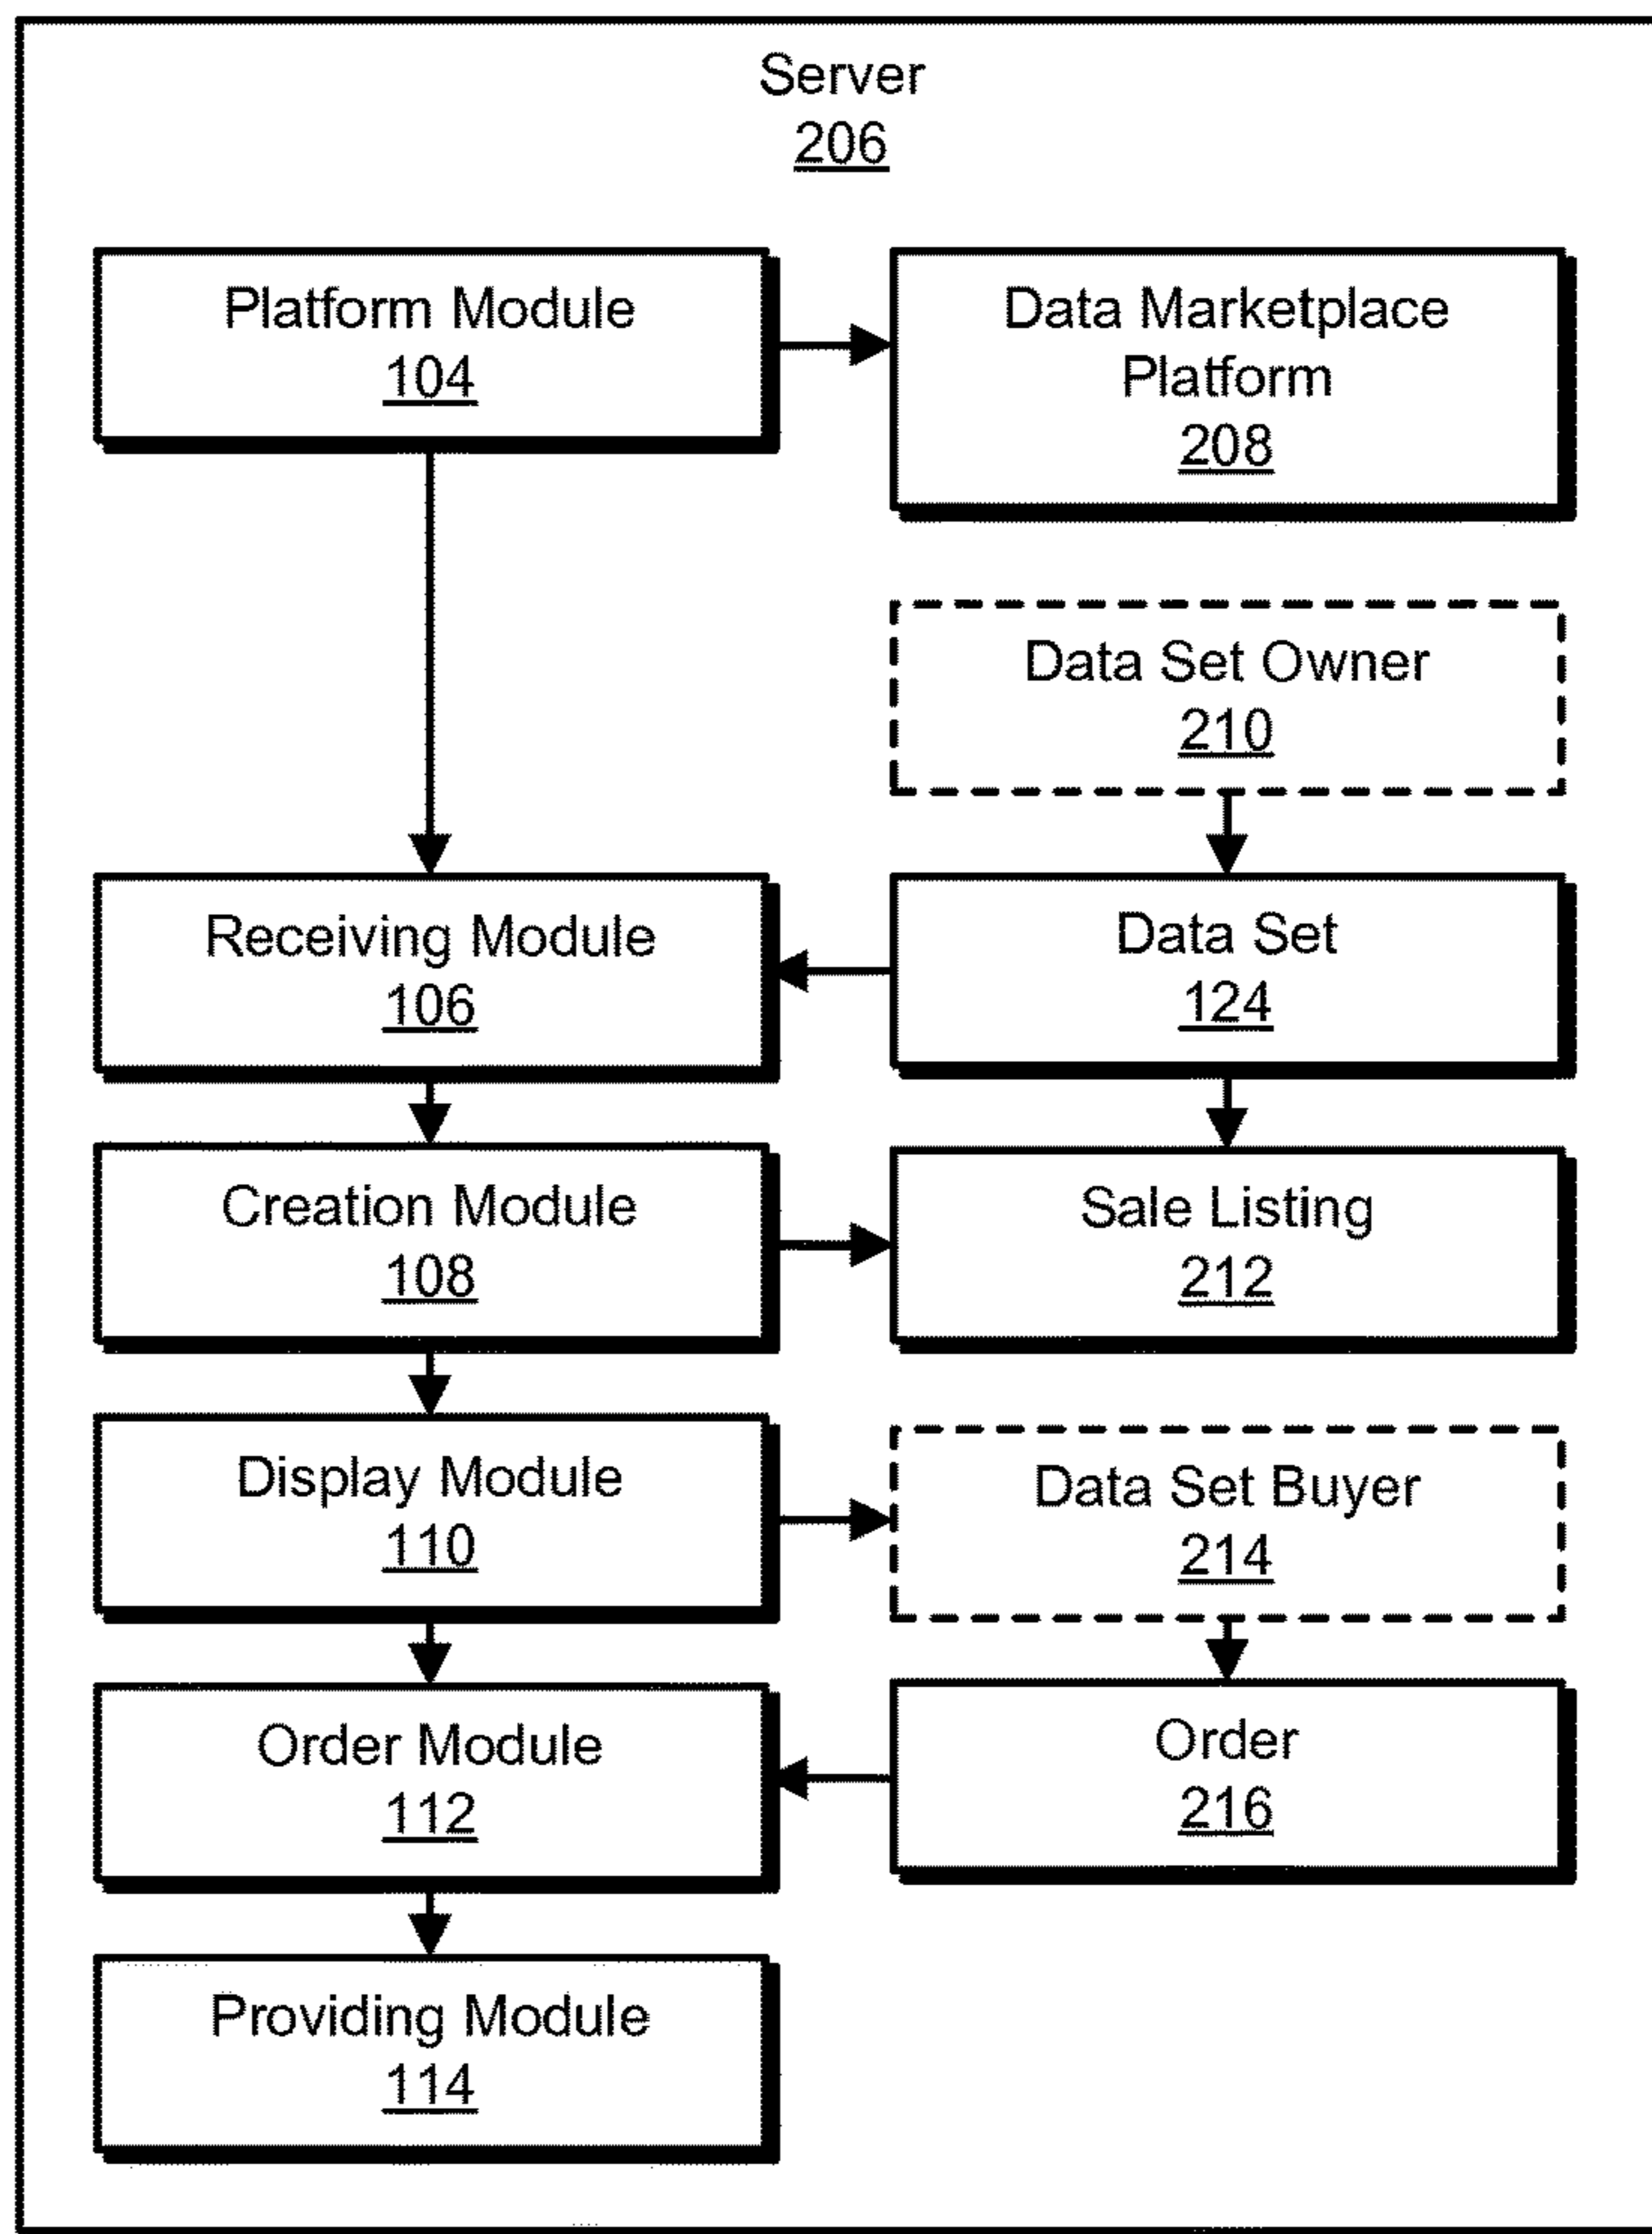 Server
206
Platform Module
104
Data Marketplace
Platform
208
Data Set Owner
210
Receiving Module
106
Data Set
124
Creation Module
108
Sale Listing
212
Display Module
110
Data Set Buyer
214
Order Module
112
Order
216
Providing Module
114